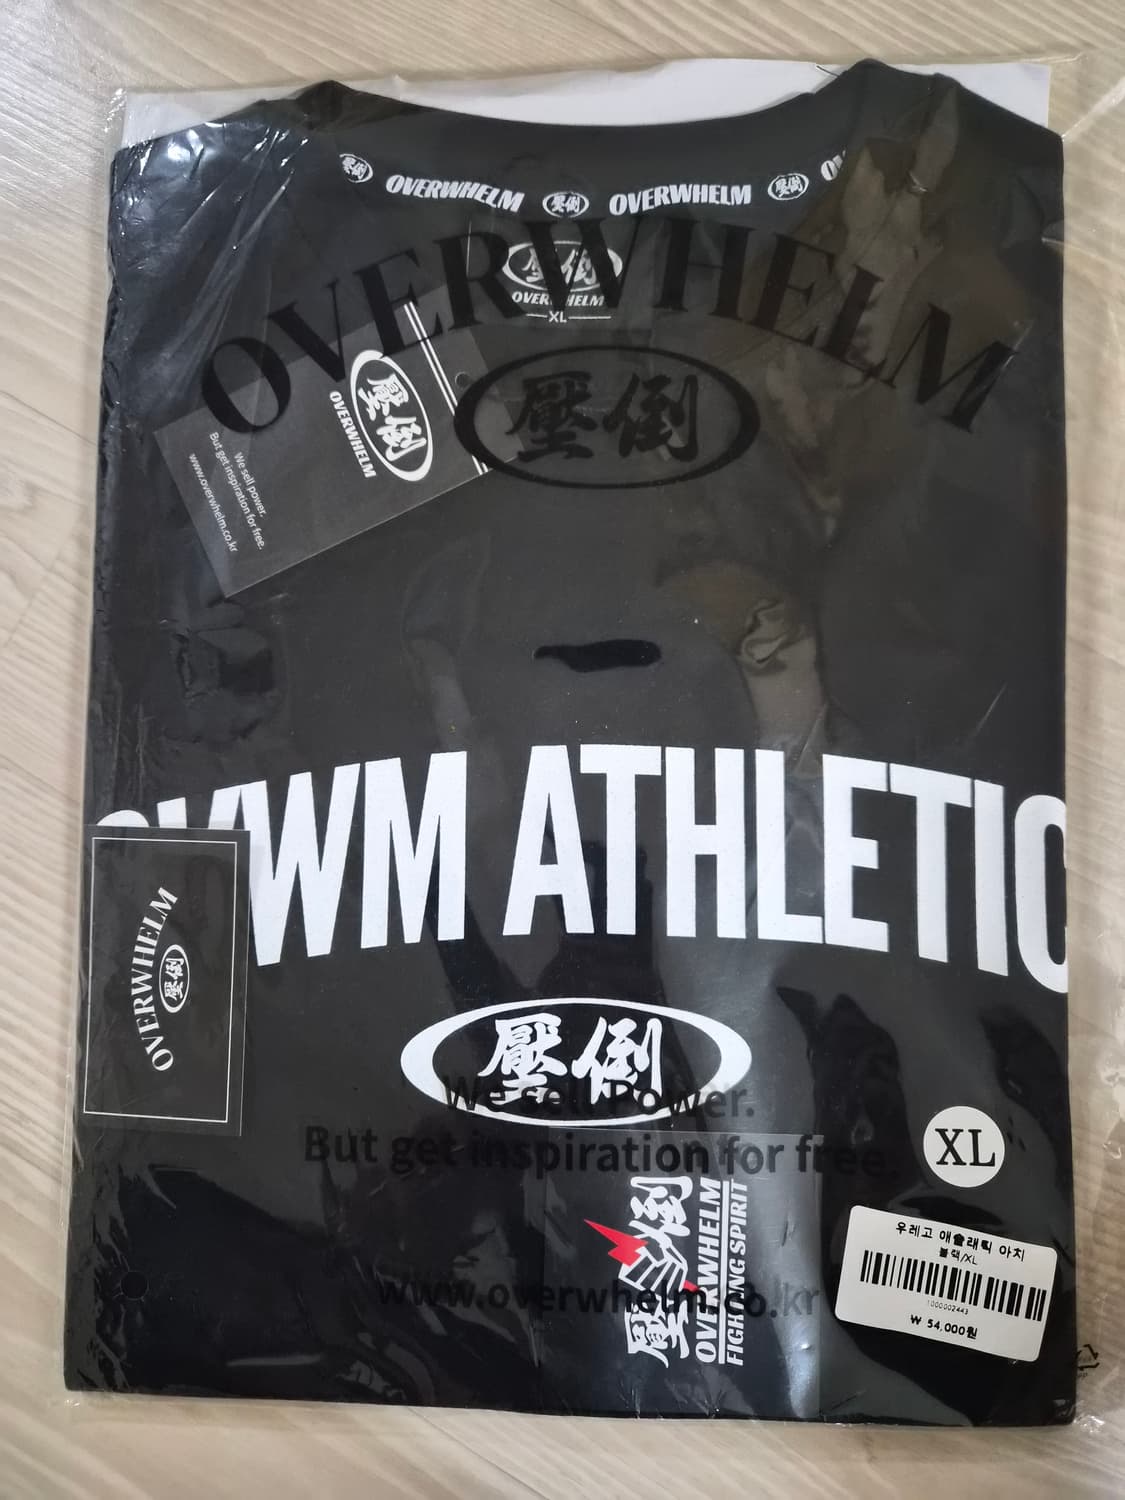 壓倒 OVERWHELM 壓倒 OVERWHELM 壓倒
OVERWHELM
壓倒
OVERWHELM
XL
壓倒
壓倒
OVERWHELM
We sell power.
But get inspiration for free.
www.overwhelm.co.kr
OVWM ATHLETIC
OVERWHELM
壓倒
壓倒
We sell Power.
But get inspiration for free.
XL
壓倒
OVERWHELM
FIGHTING SPIRIT
www.overwhelm.co.kr
우레고 애슬래틱 아치
블랙/XL
1000002443
₩ 54,000원